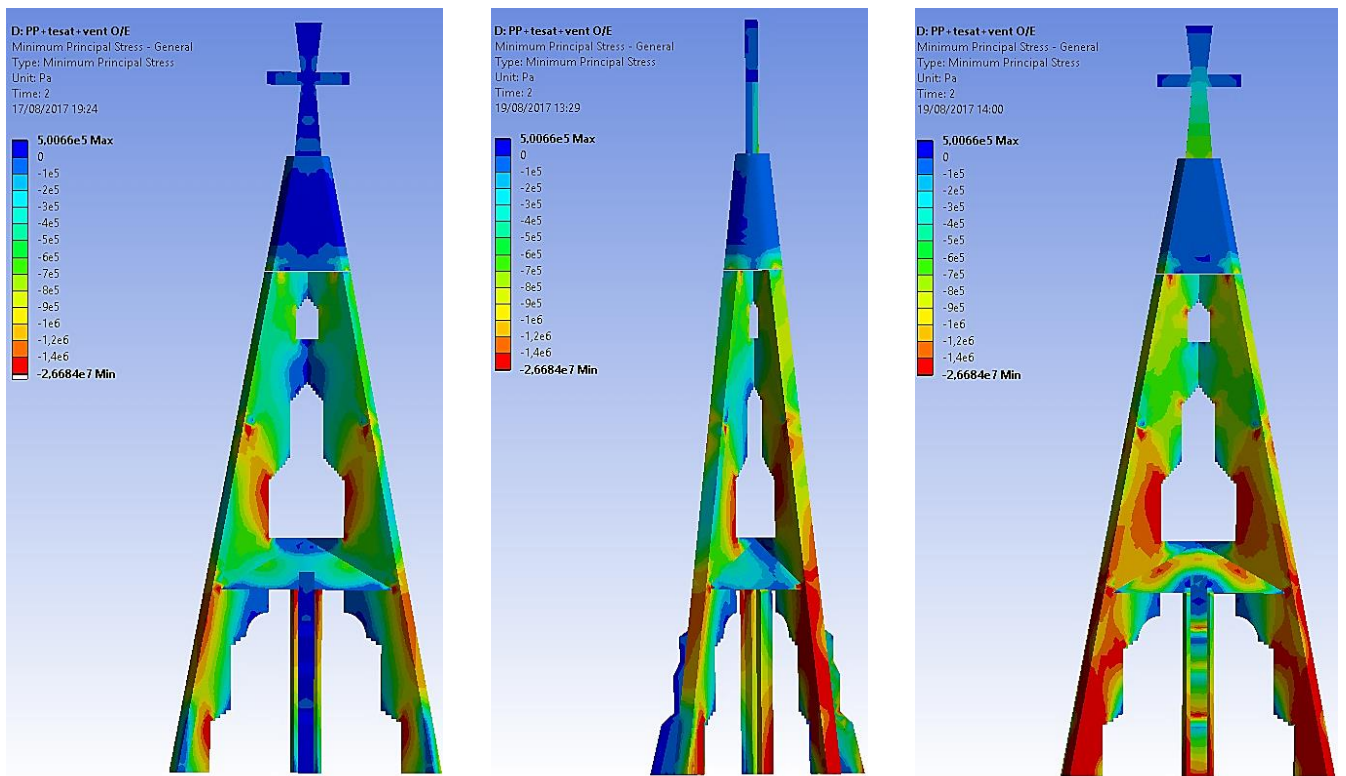 D: PP+tesat+vent O/E
Minimum Principal Stress - General
Type: Minimum Principal Stress
Unit: Pa
Time: 2
17/08/2017 19:24
5,0066e5 Max
0
-1e5
-2e5
-3e5
-4e5
-5e5
-6e5
-7e5
-8e5
-9e5
-1e6
-1,2e6
-1,4e6
-2,6684e7 Min
D: PP+tesat+vent O/E
Minimum Principal Stress - General
Type: Minimum Principal Stress
Unit: Pa
Time: 2
19/08/2017 13:29
5,0066e5 Max
0
-1e5
-2e5
-3e5
-4e5
-5e5
-6e5
-7e5
-8e5
-9e5
-1e6
-1,2e6
-1,4e6
-2,6684e7 Min
D: PP+tesat+vent O/E
Minimum Principal Stress - General
Type: Minimum Principal Stress
Unit: Pa
Time: 2
19/08/2017 14:00
5,0066e5 Max
0
-1e5
-2e5
-3e5
-4e5
-5e5
-6e5
-7e5
-8e5
-9e5
-1e6
-1,2e6
-1,4e6
-2,6684e7 Min